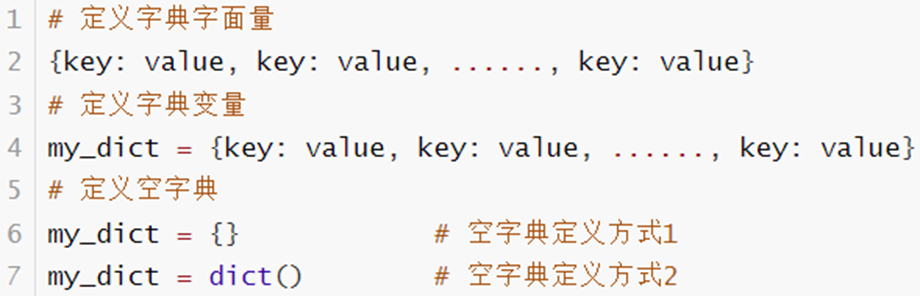 1 # 定义字典字面量
2 {key: value, key: value, ......, key: value}
3 # 定义字典变量
4 my_dict = {key: value, key: value, ......, key: value}
5 # 定义空字典
6 my_dict = {} # 空字典定义方式1
7 my_dict = dict() # 空字典定义方式2